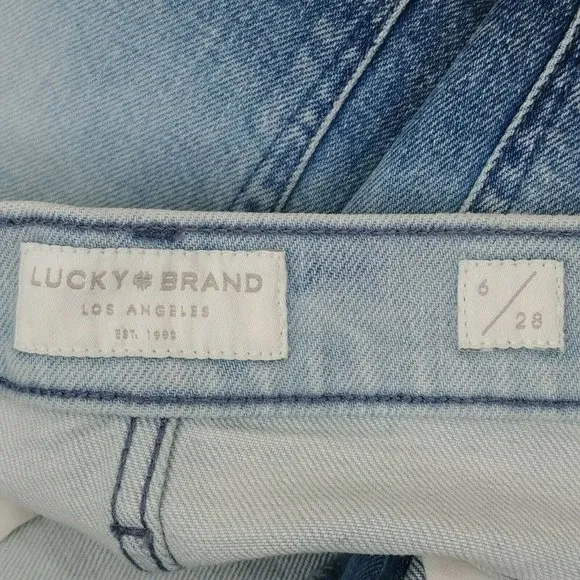 LUCKY BRAND
LOS ANGELES
EST. 1990
6/28